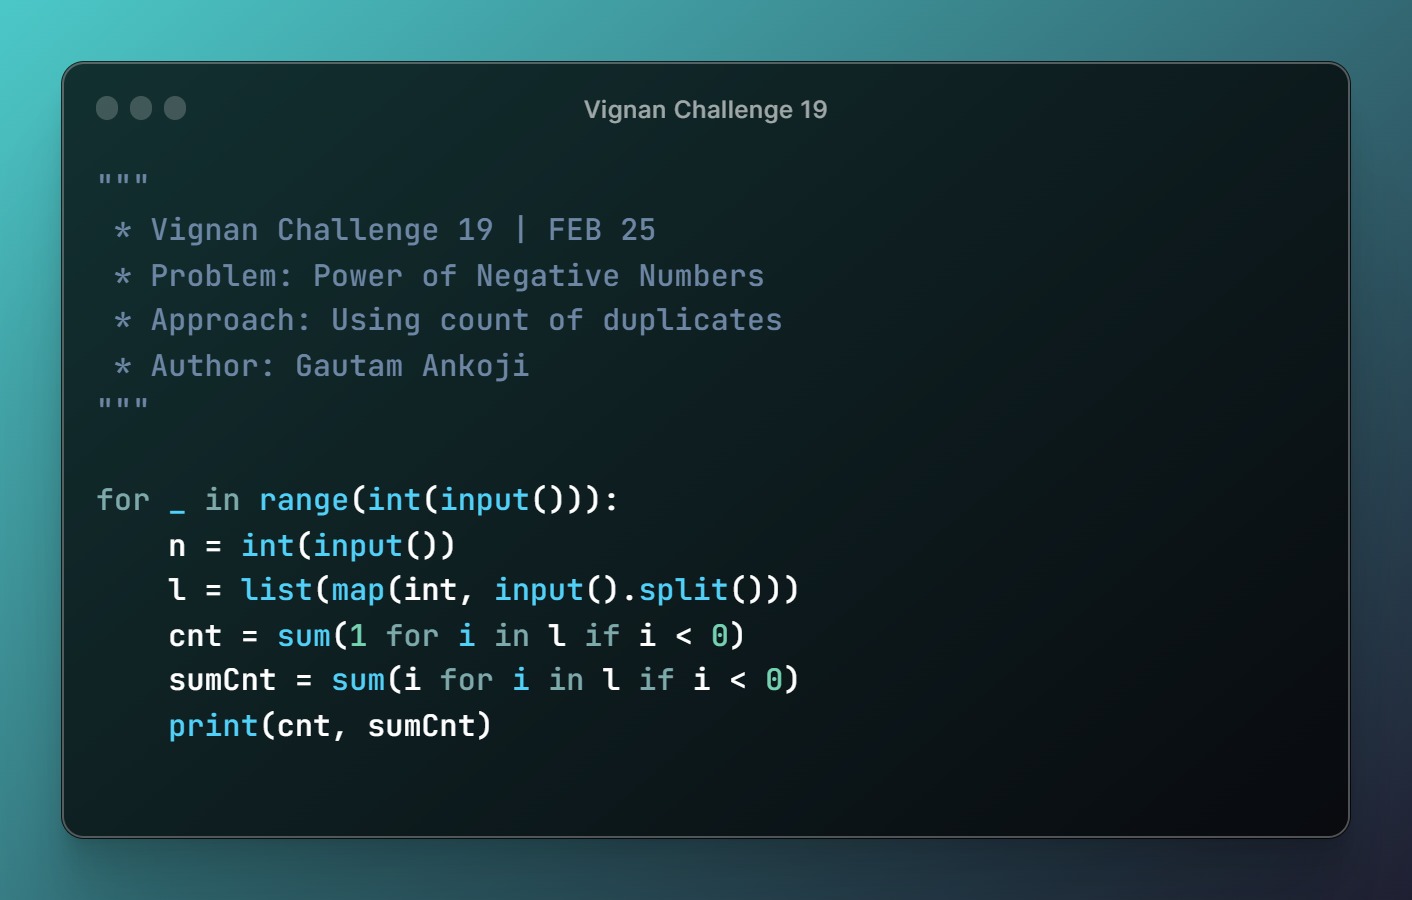 Vignan Challenge 19
"""
 * Vignan Challenge 19 | FEB 25
 * Problem: Power of Negative Numbers
 * Approach: Using count of duplicates
 * Author: Gautam Ankoji
"""
for _ in range(int(input())):
    n = int(input())
    l = list(map(int, input().split()))
    cnt = sum(1 for i in l if i < 0)
    sumCnt = sum(i for i in l if i < 0)
    print(cnt, sumCnt)